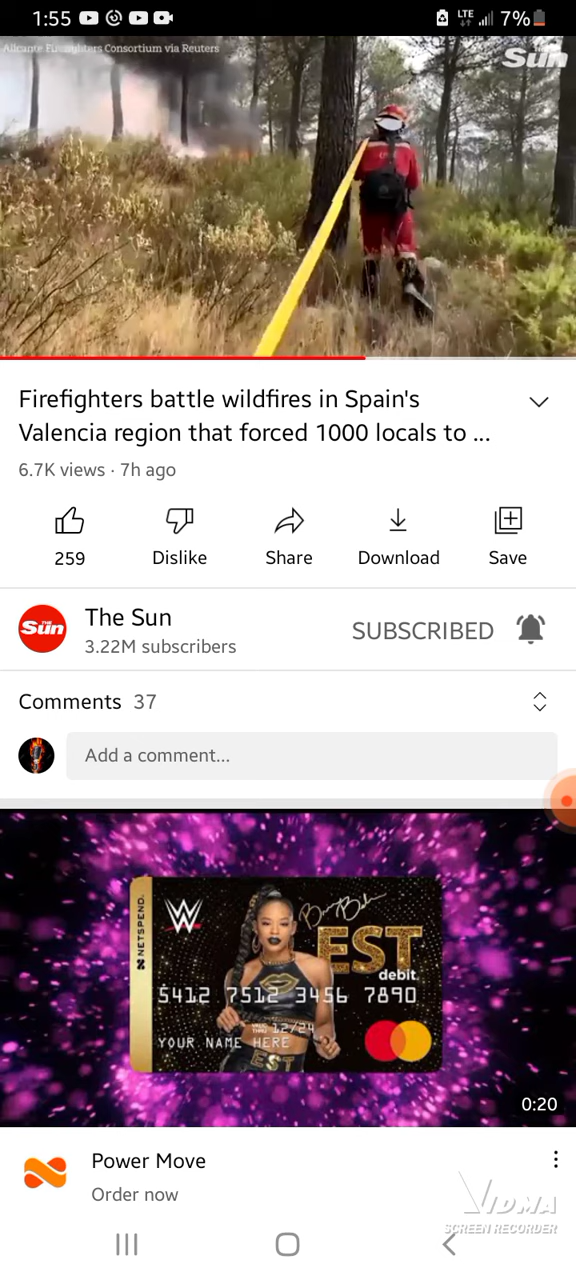 1:55
LTE
7%
Alicante Firefighters Consortium via Reuters
The Sun
Firefighters battle wildfires in Spain's
Valencia region that forced 1000 locals to ...
6.7K views · 7h ago
259
Dislike
Share
Download
Save
THE Sun
The Sun
3.22M subscribers
SUBSCRIBED
Comments 37
Add a comment...
NETSPEND.
W
EST
debit
5412 7512 3456 7890
12/24
YOUR NAME HERE
EST
0:20
Power Move
Order now
VIDMA
SCREEN RECORDER